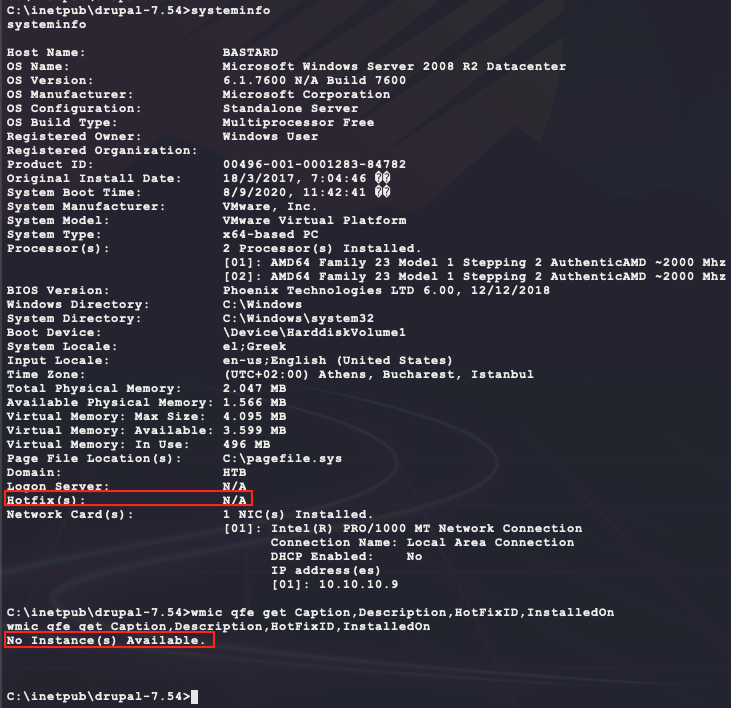 C:\inetpub\drupal-7.54>systeminfo
systeminfo
Host Name: BASTARD
OS Name: Microsoft Windows Server 2008 R2 Datacenter
OS Version: 6.1.7600 N/A Build 7600
OS Manufacturer: Microsoft Corporation
OS Configuration: Standalone Server
OS Build Type: Multiprocessor Free
Registered Owner: Windows User
Registered Organization:
Product ID: 00496-001-0001283-84782
Original Install Date: 18/3/2017, 7:04:46 ��
System Boot Time: 8/9/2020, 11:42:41 ��
System Manufacturer: VMware, Inc.
System Model: VMware Virtual Platform
System Type: x64-based PC
Processor(s): 2 Processor(s) Installed.
[01]: AMD64 Family 23 Model 1 Stepping 2 AuthenticAMD ~2000 Mhz
[02]: AMD64 Family 23 Model 1 Stepping 2 AuthenticAMD ~2000 Mhz
BIOS Version: Phoenix Technologies LTD 6.00, 12/12/2018
Windows Directory: C:\Windows
System Directory: C:\Windows\system32
Boot Device: \Device\HarddiskVolume1
System Locale: el;Greek
Input Locale: en-us;English (United States)
Time Zone: (UTC+02:00) Athens, Bucharest, Istanbul
Total Physical Memory: 2.047 MB
Available Physical Memory: 1.566 MB
Virtual Memory: Max Size: 4.095 MB
Virtual Memory: Available: 3.599 MB
Virtual Memory: In Use: 496 MB
Page File Location(s): C:\pagefile.sys
Domain: HTB
Logon Server: N/A
Hotfix(s): N/A
Network Card(s): 1 NIC(s) Installed.
[01]: Intel(R) PRO/1000 MT Network Connection
Connection Name: Local Area Connection
DHCP Enabled: No
IP address(es)
[01]: 10.10.10.9
C:\inetpub\drupal-7.54>wmic qfe get Caption,Description,HotFixID,InstalledOn
wmic qfe get Caption,Description,HotFixID,InstalledOn
No Instance(s) Available.
C:\inetpub\drupal-7.54>